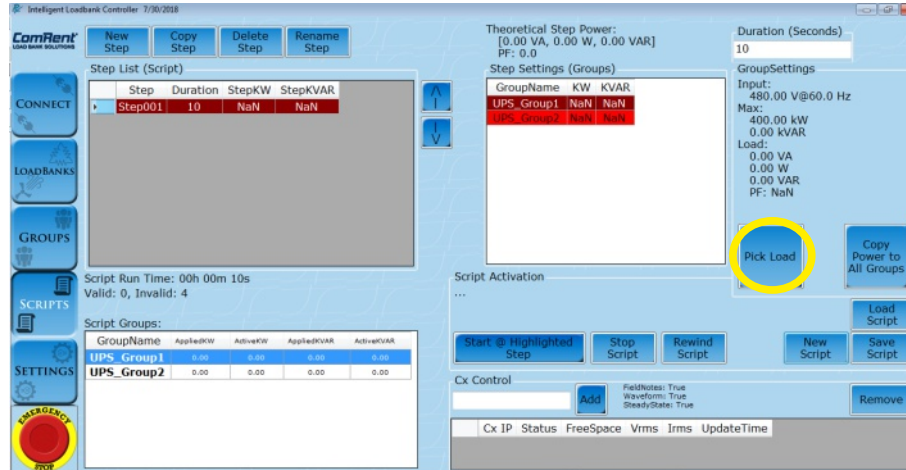 Intelligent Loadbank Controller 7/30/2018
ComRent
LOAD BANK SOLUTIONS
New Step
Copy Step
Delete Step
Rename Step
Step List (Script)
Step Duration StepKW StepKVAR
Step001 10 NaN NaN
CONNECT
LOADBANKS
GROUPS
SCRIPTS
SETTINGS
EMERGENCY
STOP
Script Run Time: 00h 00m 10s
Valid: 0, Invalid: 4
Script Groups:
GroupName AppliedKW ActiveKW AppliedKVAR ActiveKVAR
UPS_Group1 0.00 0.00 0.00 0.00
UPS_Group2 0.00 0.00 0.00 0.00
Theoretical Step Power:
[0.00 VA, 0.00 W, 0.00 VAR]
PF: 0.0
Step Settings (Groups)
GroupName KW KVAR
UPS_Group1 NaN NaN
UPS_Group2 NaN NaN
Duration (Seconds)
10
GroupSettings
Input:
480.00 V@60.0 Hz
Max:
400.00 kW
0.00 kVAR
Load:
0.00 VA
0.00 W
0.00 VAR
PF: NaN
Pick Load
Copy
Power to
All Groups
Script Activation
...
Load
Script
Start @ Highlighted
Step
Stop
Script
Rewind
Script
New
Script
Save
Script
Cx Control
Add
FieldNotes: True
Waveform: True
SteadyState: True
Remove
Cx IP Status FreeSpace Vrms Irms UpdateTime